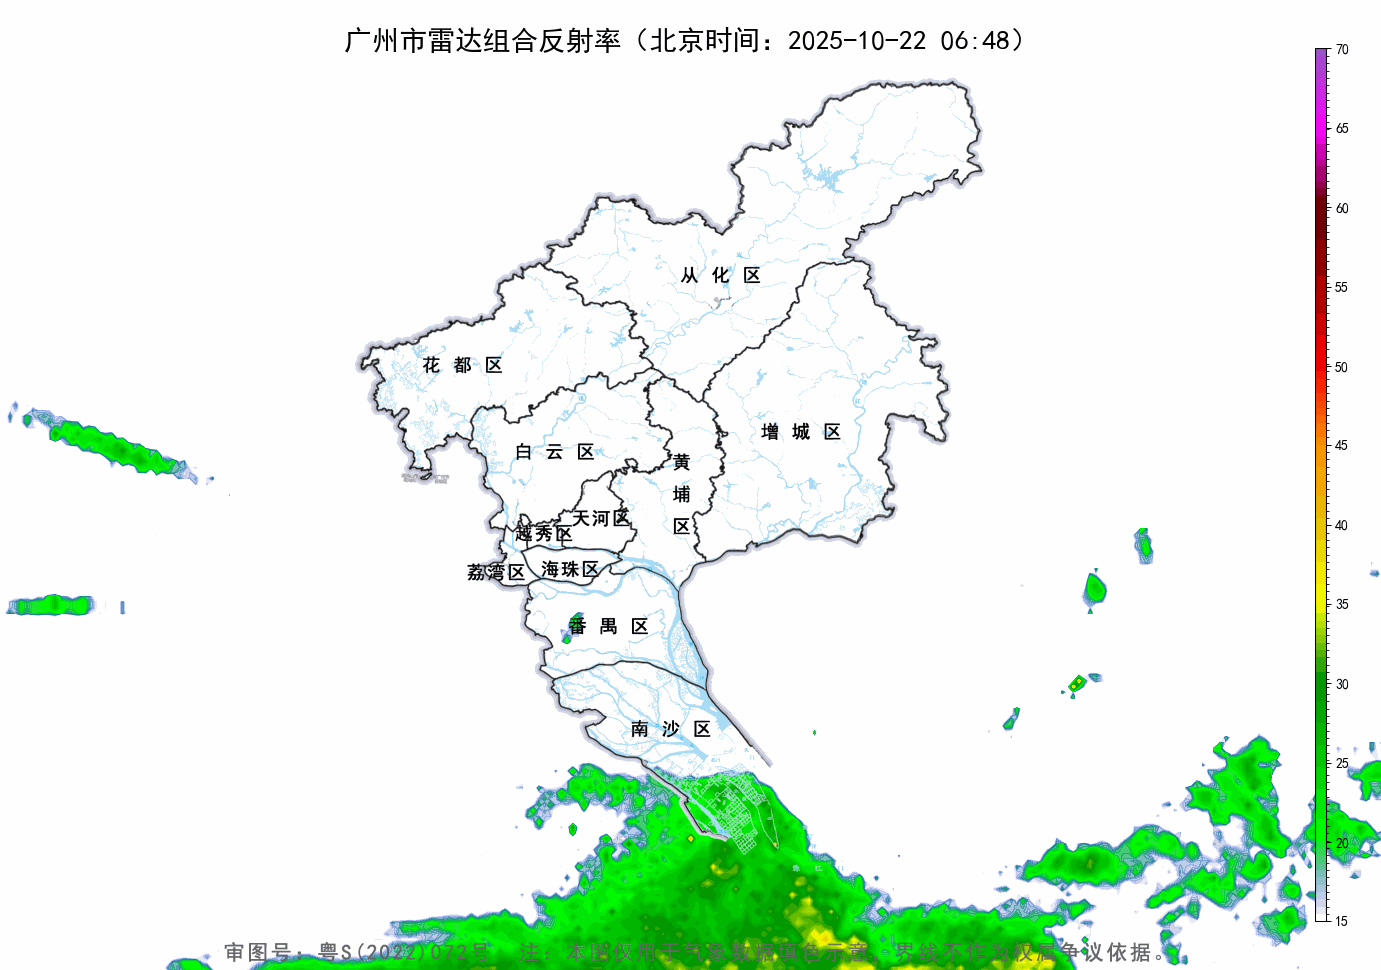 广州市雷达组合反射率（北京时间：2025-10-22 06:48）
70
65
60
55
50
45
40
35
30
25
20
15
从化区
花都区
增城区
白云区
黄埔区
天河区
越秀区
荔湾区
海珠区
番禺区
南沙区
审图号：粤S(2022)072号 注：本图仅用于气象数据填色示意，界线不作为权属争议依据。